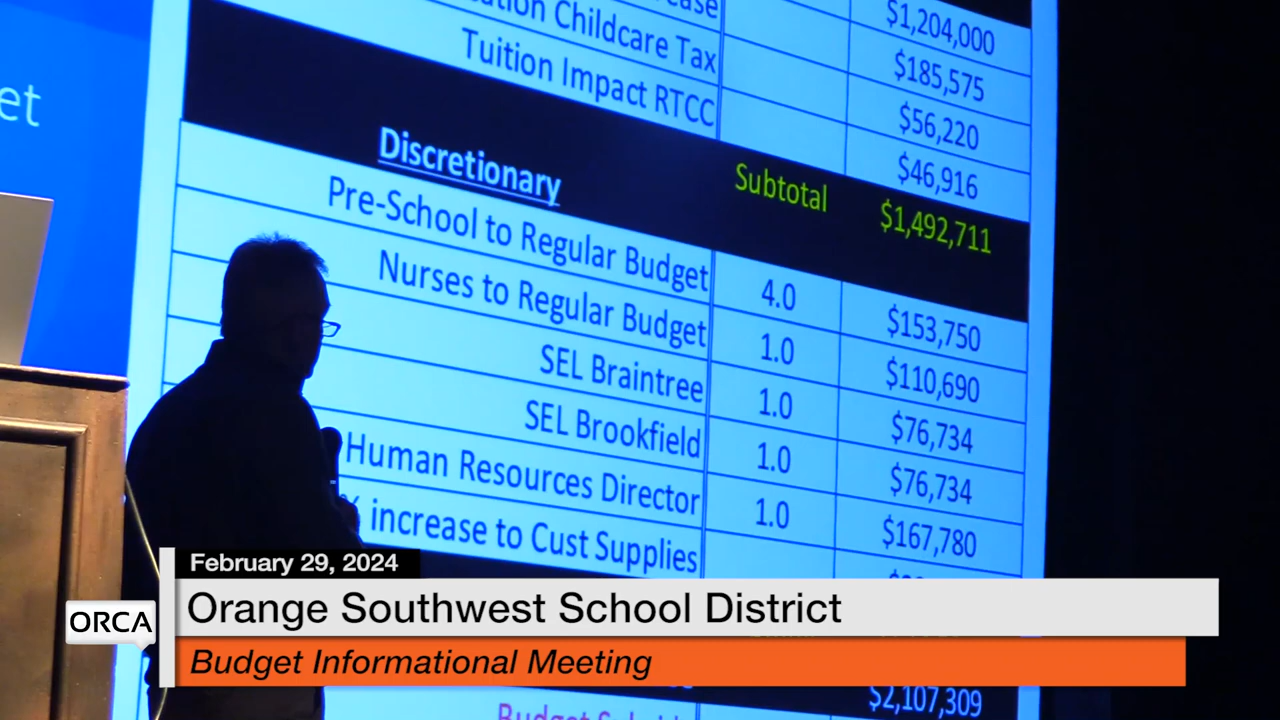 et
$1,204,000
Childcare Tax
$185,575
Tuition Impact RTCC
$56,220
$46,916
Discretionary
Subtotal
$1,492,711
Pre-School to Regular Budget
4.0
$153,750
Nurses to Regular Budget
1.0
$110,690
SEL Braintree
1.0
$76,734
SEL Brookfield
1.0
$76,734
Human Resources Director
1.0
$167,780
% increase to Cust Supplies
February 29, 2024
ORCA
Orange Southwest School District
Budget Informational Meeting
$2,107,309
Budget